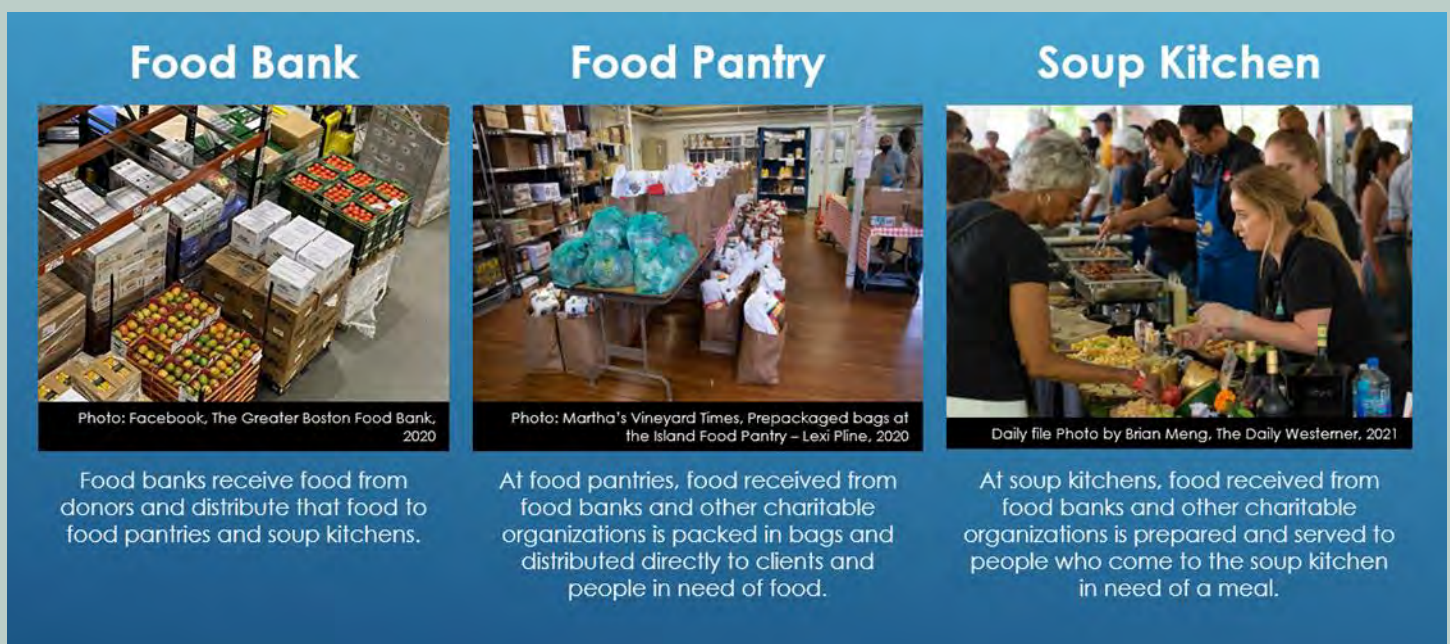 Food Bank
Photo: Facebook, The Greater Boston Food Bank,
2020
Food banks receive food from
donors and distribute that food to
food pantries and soup kitchens.
Food Pantry
Photo: Martha's Vineyard Times, Prepackaged bags at
the Island Food Pantry – Lexi Pline, 2020
At food pantries, food received from
food banks and other charitable
organizations is packed in bags and
distributed directly to clients and
people in need of food.
Soup Kitchen
Daily file Photo by Brian Meng, The Daily Westerner, 2021
At soup kitchens, food received from
food banks and other charitable
organizations is prepared and served to
people who come to the soup kitchen
in need of a meal.